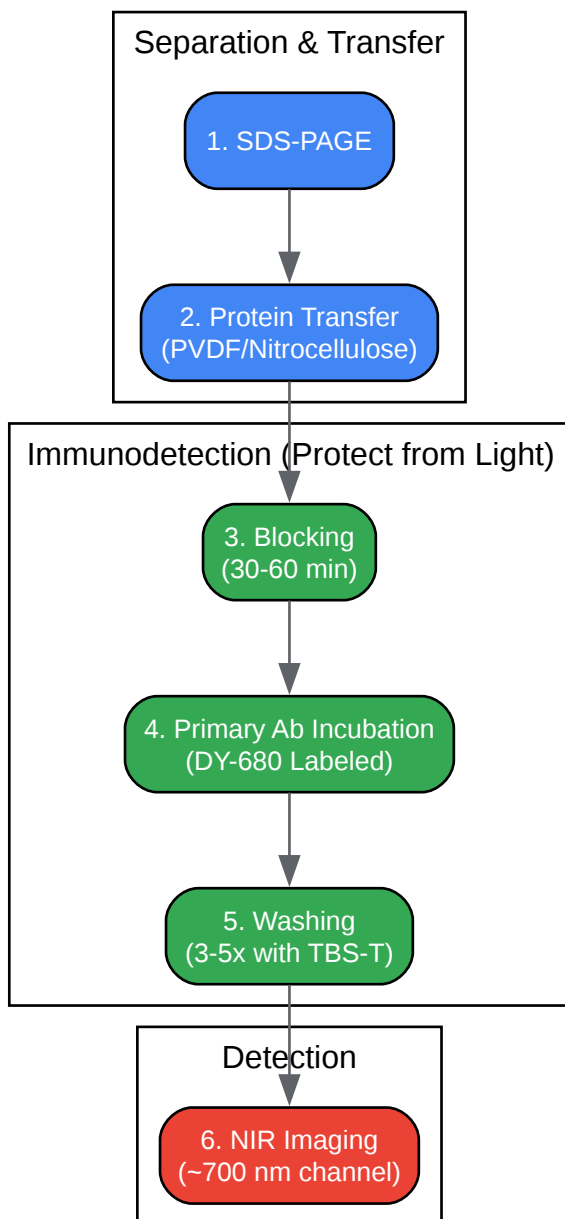 Separation & Transfer
1. SDS-PAGE
2. Protein Transfer
(PVDF/Nitrocellulose)
Immunodetection (Protect from Light)
3. Blocking
(30-60 min)
4. Primary Ab Incubation
(DY-680 Labeled)
5. Washing
(3-5x with TBS-T)
Detection
6. NIR Imaging
(~700 nm channel)